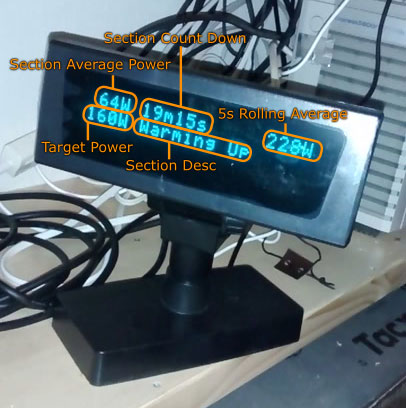 Section Count Down
Section Average Power
64W 19m15s 5s Rolling Average
160W Warming Up 228W
Target Power
Section Desc
Tacx